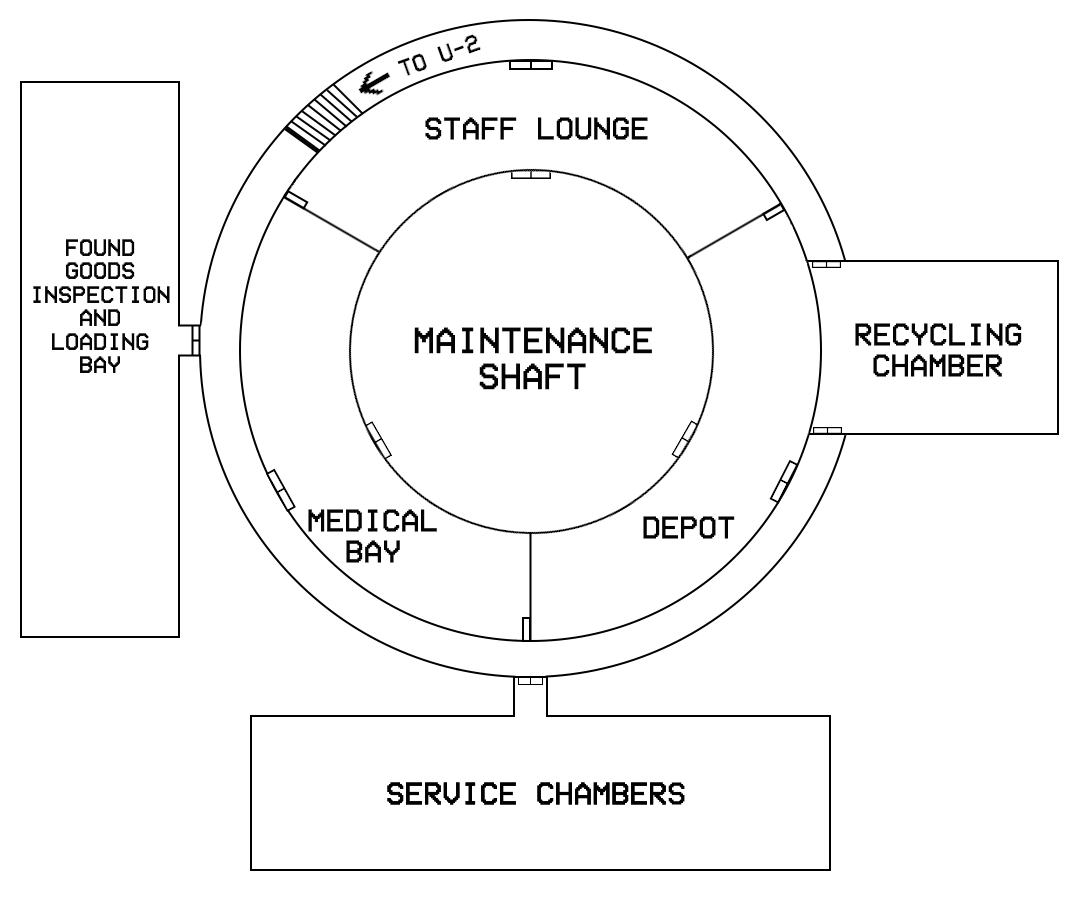 TO U-2
STAFF LOUNGE
FOUND
GOODS
INSPECTION
AND
LOADING
BAY
MAINTENANCE
SHAFT
RECYCLING
CHAMBER
MEDICAL
BAY
DEPOT
SERVICE CHAMBERS